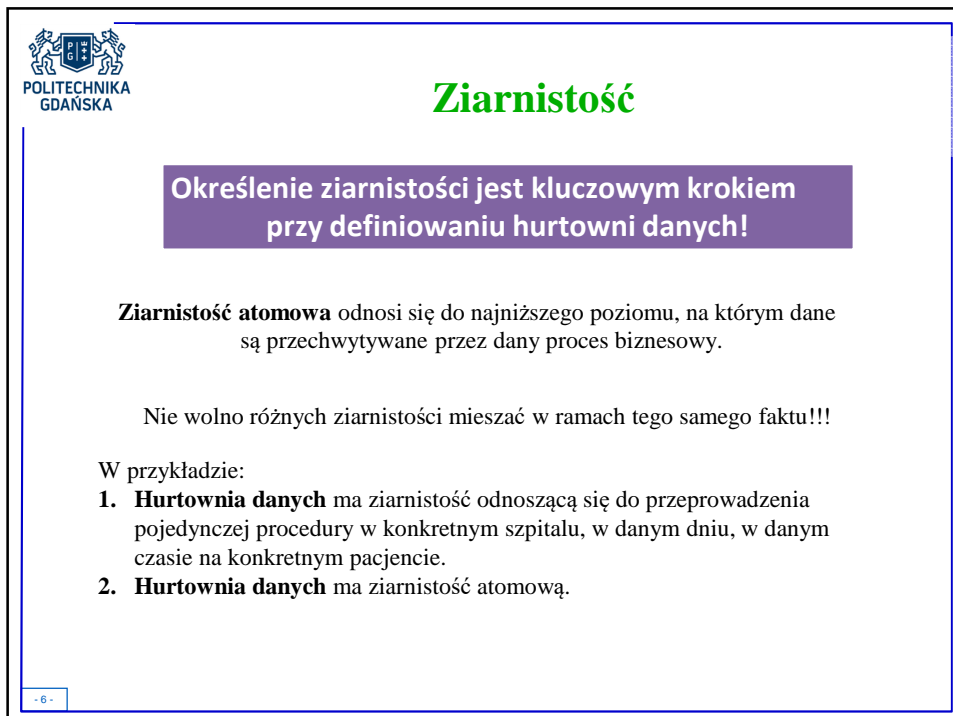 P G
POLITECHNIKA
GDAŃSKA
Ziarnistość
Określenie ziarnistości jest kluczowym krokiem
przy definiowaniu hurtowni danych!
Ziarnistość atomowa odnosi się do najniższego poziomu, na którym dane
są przechwytywane przez dany proces biznesowy.
Nie wolno różnych ziarnistości mieszać w ramach tego samego faktu!!!
W przykładzie:
1. Hurtownia danych ma ziarnistość odnoszącą się do przeprowadzenia
pojedynczej procedury w konkretnym szpitalu, w danym dniu, w danym
czasie na konkretnym pacjencie.
2. Hurtownia danych ma ziarnistość atomową.
- 6 -